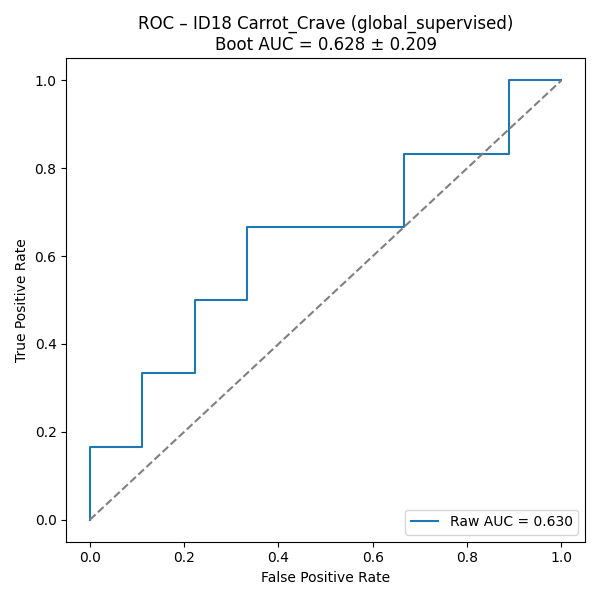 ROC – ID18 Carrot_Crave (global_supervised)
Boot AUC = 0.628 ± 0.209
True Positive Rate
1.0
0.8
0.6
0.4
0.2
0.0
Raw AUC = 0.630
0.0 0.2 0.4 0.6 0.8 1.0
False Positive Rate